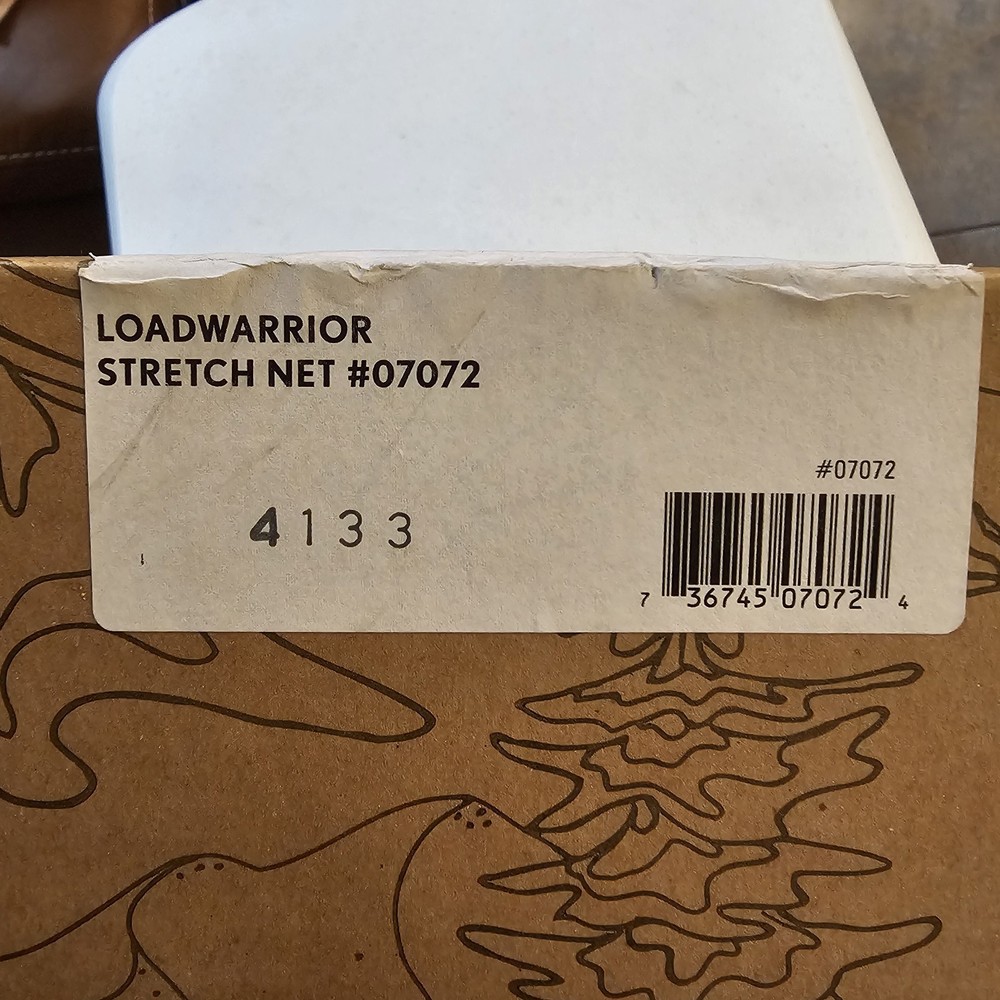 LOADWARRIOR
STRETCH NET #07072
#07072
4133
7 36745 07072 4